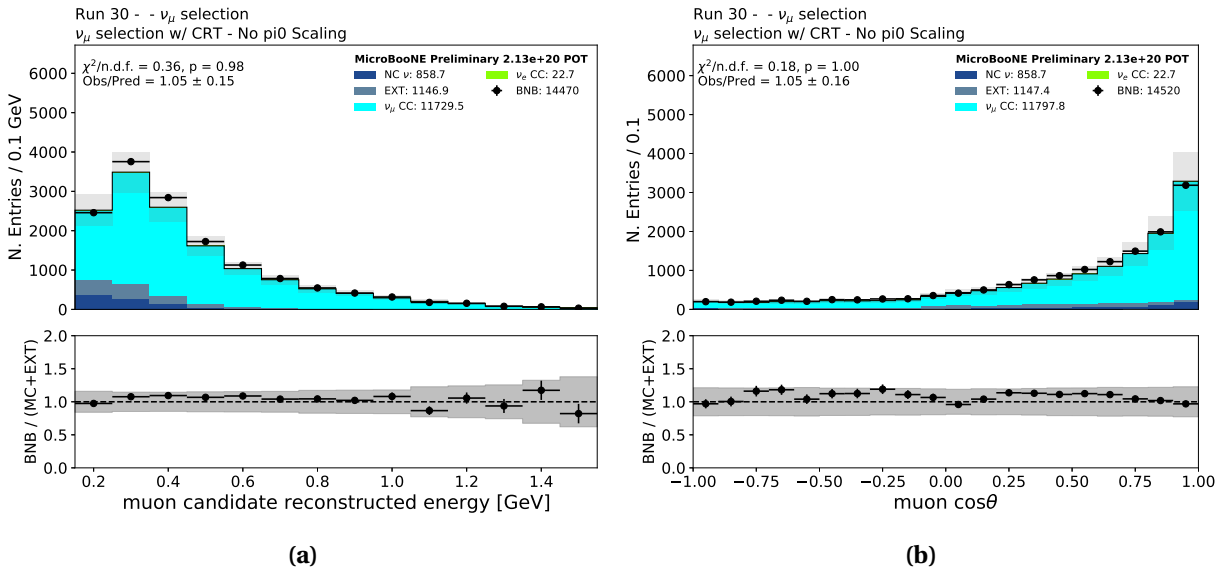 Run 30 - - νμ selection
νμ selection w/ CRT - No pi0 Scaling
MicroBooNE Preliminary 2.13e+20 POT
χ²/n.d.f. = 0.36, p = 0.98
Obs/Pred = 1.05 ± 0.15
NC ν: 858.7
νe CC: 22.7
EXT: 1146.9
BNB: 14470
νμ CC: 11729.5
N. Entries / 0.1 GeV
6000
5000
4000
3000
2000
1000
0
BNB / (MC+EXT)
2.0
1.5
1.0
0.5
0.0
0.2 0.4 0.6 0.8 1.0 1.2 1.4
muon candidate reconstructed energy [GeV]
(a)
Run 30 - - νμ selection
νμ selection w/ CRT - No pi0 Scaling
MicroBooNE Preliminary 2.13e+20 POT
χ²/n.d.f. = 0.18, p = 1.00
Obs/Pred = 1.05 ± 0.16
NC ν: 858.7
νe CC: 22.7
EXT: 1147.4
BNB: 14520
νμ CC: 11797.8
N. Entries / 0.1
6000
5000
4000
3000
2000
1000
0
BNB / (MC+EXT)
2.0
1.5
1.0
0.5
0.0
−1.00 −0.75 −0.50 −0.25 0.00 0.25 0.50 0.75 1.00
muon cosθ
(b)